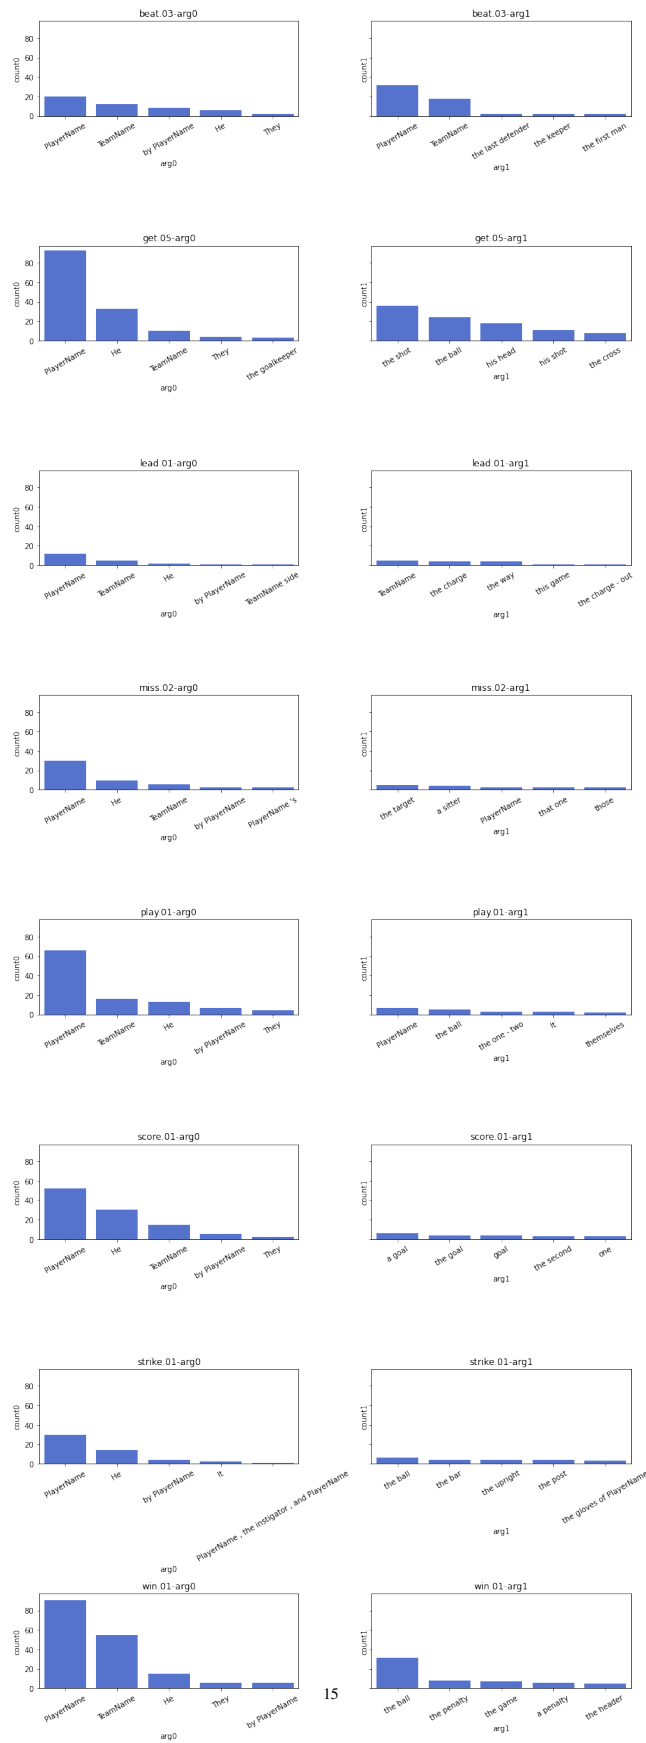 beat.03-arg0
count0
80
60
40
20
0
PlayerName
TeamName
by PlayerName
He
They
arg0
beat.03-arg1
count1
PlayerName
TeamName
the last defender
the keeper
the first man
arg1
get.05-arg0
count0
80
60
40
20
0
PlayerName
He
TeamName
They
the goalkeeper
arg0
get.05-arg1
count1
the shot
the ball
his head
his shot
the cross
arg1
lead.01-arg0
count0
80
60
40
20
0
PlayerName
TeamName
He
by PlayerName
TeamName side
arg0
lead.01-arg1
count1
TeamName
the charge
the way
this game
the charge - out
arg1
miss.02-arg0
count0
80
60
40
20
0
PlayerName
He
TeamName
by PlayerName
PlayerName 's
arg0
miss.02-arg1
count1
the target
a sitter
PlayerName
that one
those
arg1
play.01-arg0
count0
80
60
40
20
0
PlayerName
TeamName
He
by PlayerName
They
arg0
play.01-arg1
count1
PlayerName
the ball
the one - two
It
themselves
arg1
score.01-arg0
count0
80
60
40
20
0
PlayerName
He
TeamName
by PlayerName
They
arg0
score.01-arg1
count1
a goal
the goal
goal
the second
one
arg1
strike.01-arg0
count0
80
60
40
20
0
PlayerName
He
by PlayerName
It
PlayerName , the instigator , and PlayerName
arg0
strike.01-arg1
count1
the ball
the bar
the upright
the post
the gloves of PlayerName
arg1
win.01-arg0
count0
80
60
40
20
0
PlayerName
TeamName
He
They
by PlayerName
arg0
win.01-arg1
count1
the ball
the penalty
the game
a penalty
the header
arg1
15